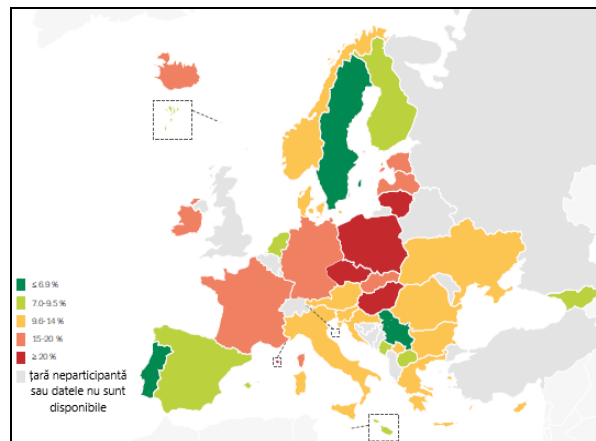 ≤ 6.9 %
7.0-9.5 %
9.6-14 %
15-20 %
≥ 20 %
țară neparticipantă
sau datele nu sunt
disponibile